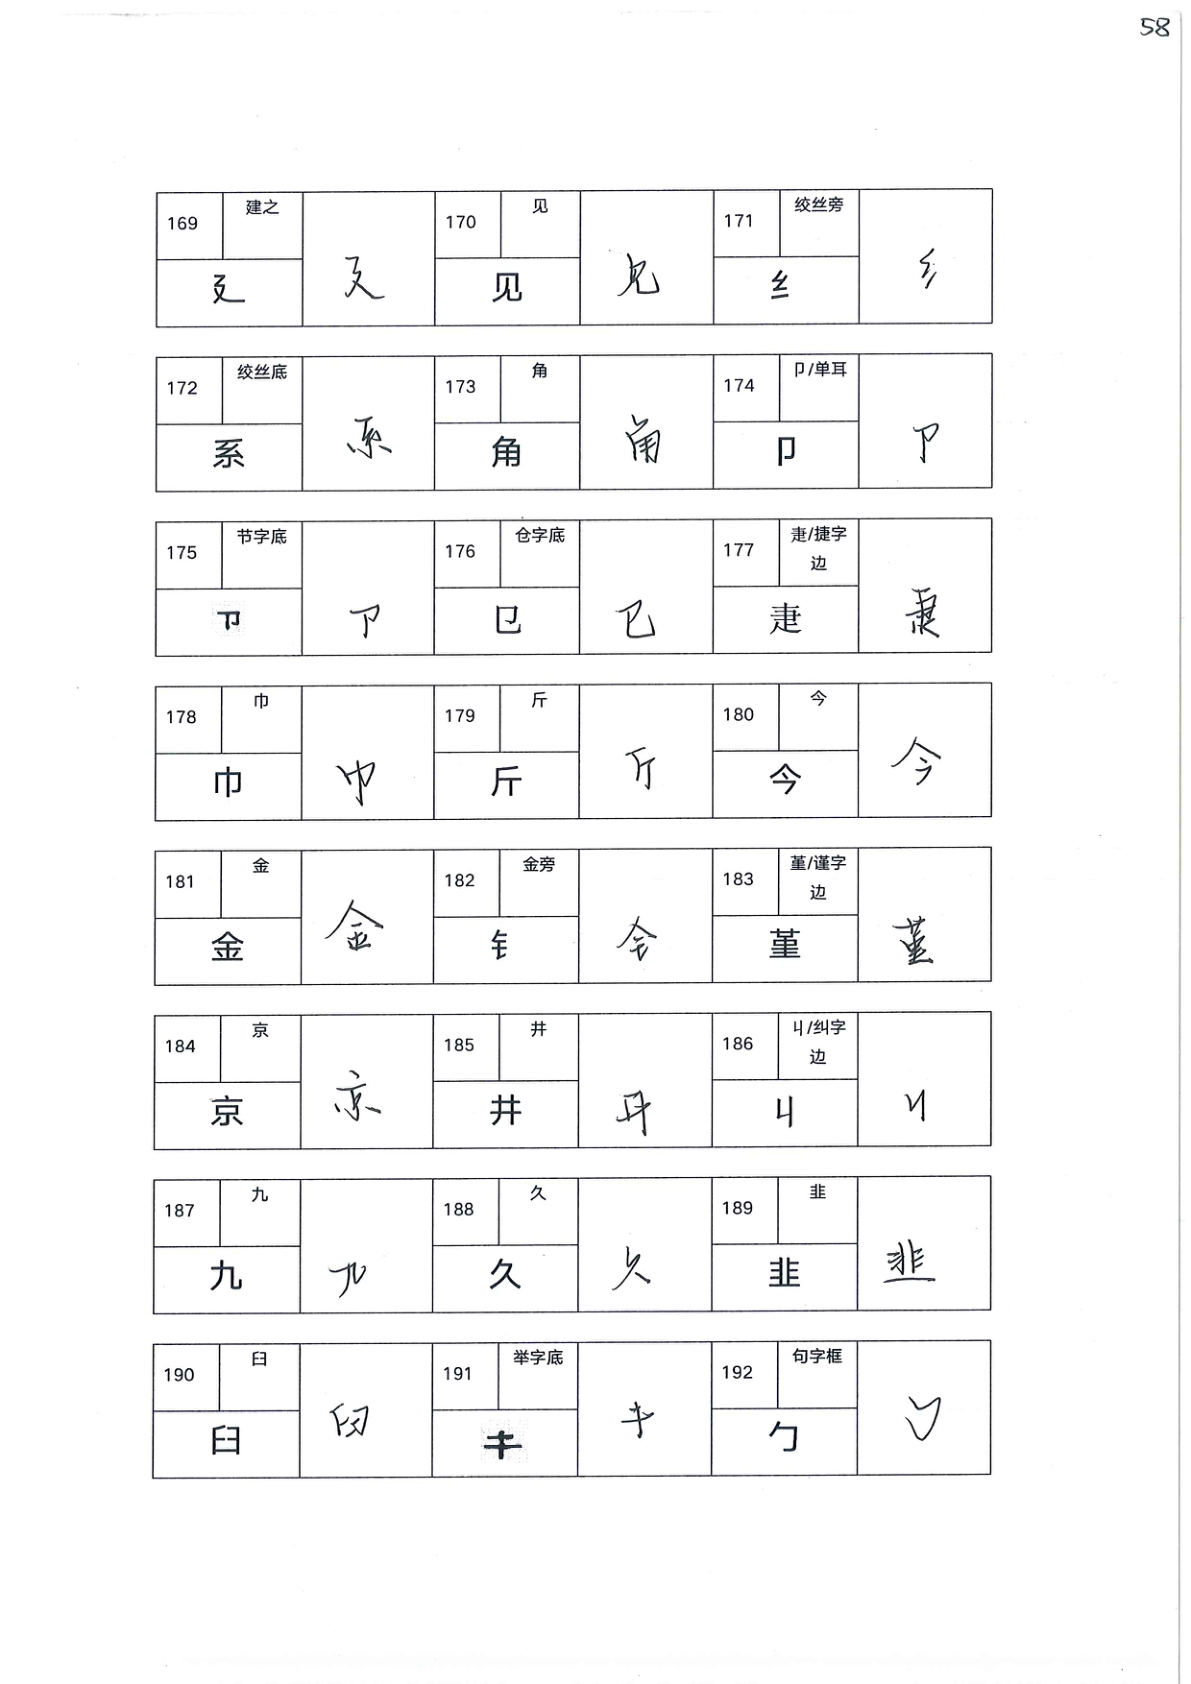 58
169 建之 廴 廴 170 见 见 见 171 绞丝旁 纟 纟
172 绞丝底 系 系 173 角 角 角 174 卩/单耳 卩 卩
175 节字底 卩 卩 176 仓字底 㔾 㔾 177 疌/捷字边 疌 疌
178 巾 巾 巾 179 斤 斤 斤 180 今 今 今
181 金 金 金 182 金旁 钅 钅 183 堇/谨字边 堇 堇
184 京 京 京 185 井 井 井 186 丩/纠字边 丩 丩
187 九 九 九 188 久 久 久 189 韭 韭 韭
190 臼 臼 臼 191 举字底 キ キ 192 句字框 勹